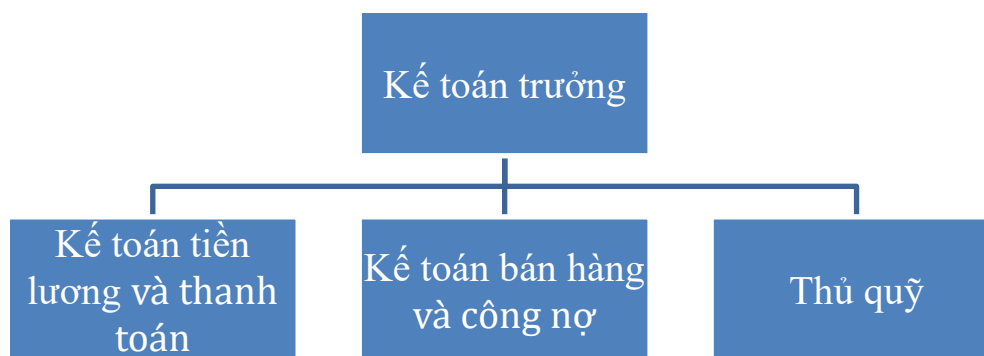 Kế toán trưởng
Kế toán tiền
lương và thanh
toán
Kế toán bán hàng
và công nợ
Thủ quỹ